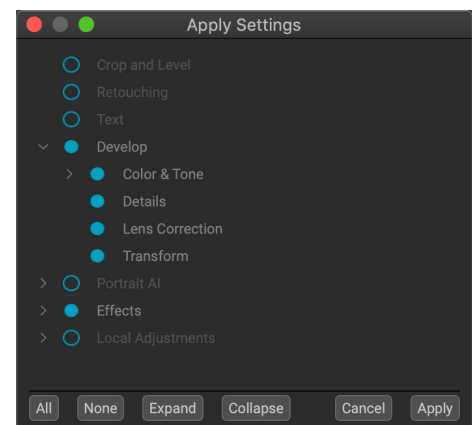 Apply Settings
Crop and Level
Retouching
Text
Develop
Color & Tone
Details
Lens Correction
Transform
Portrait AI
Effects
Local Adjustments
All None Expand Collapse Cancel Apply